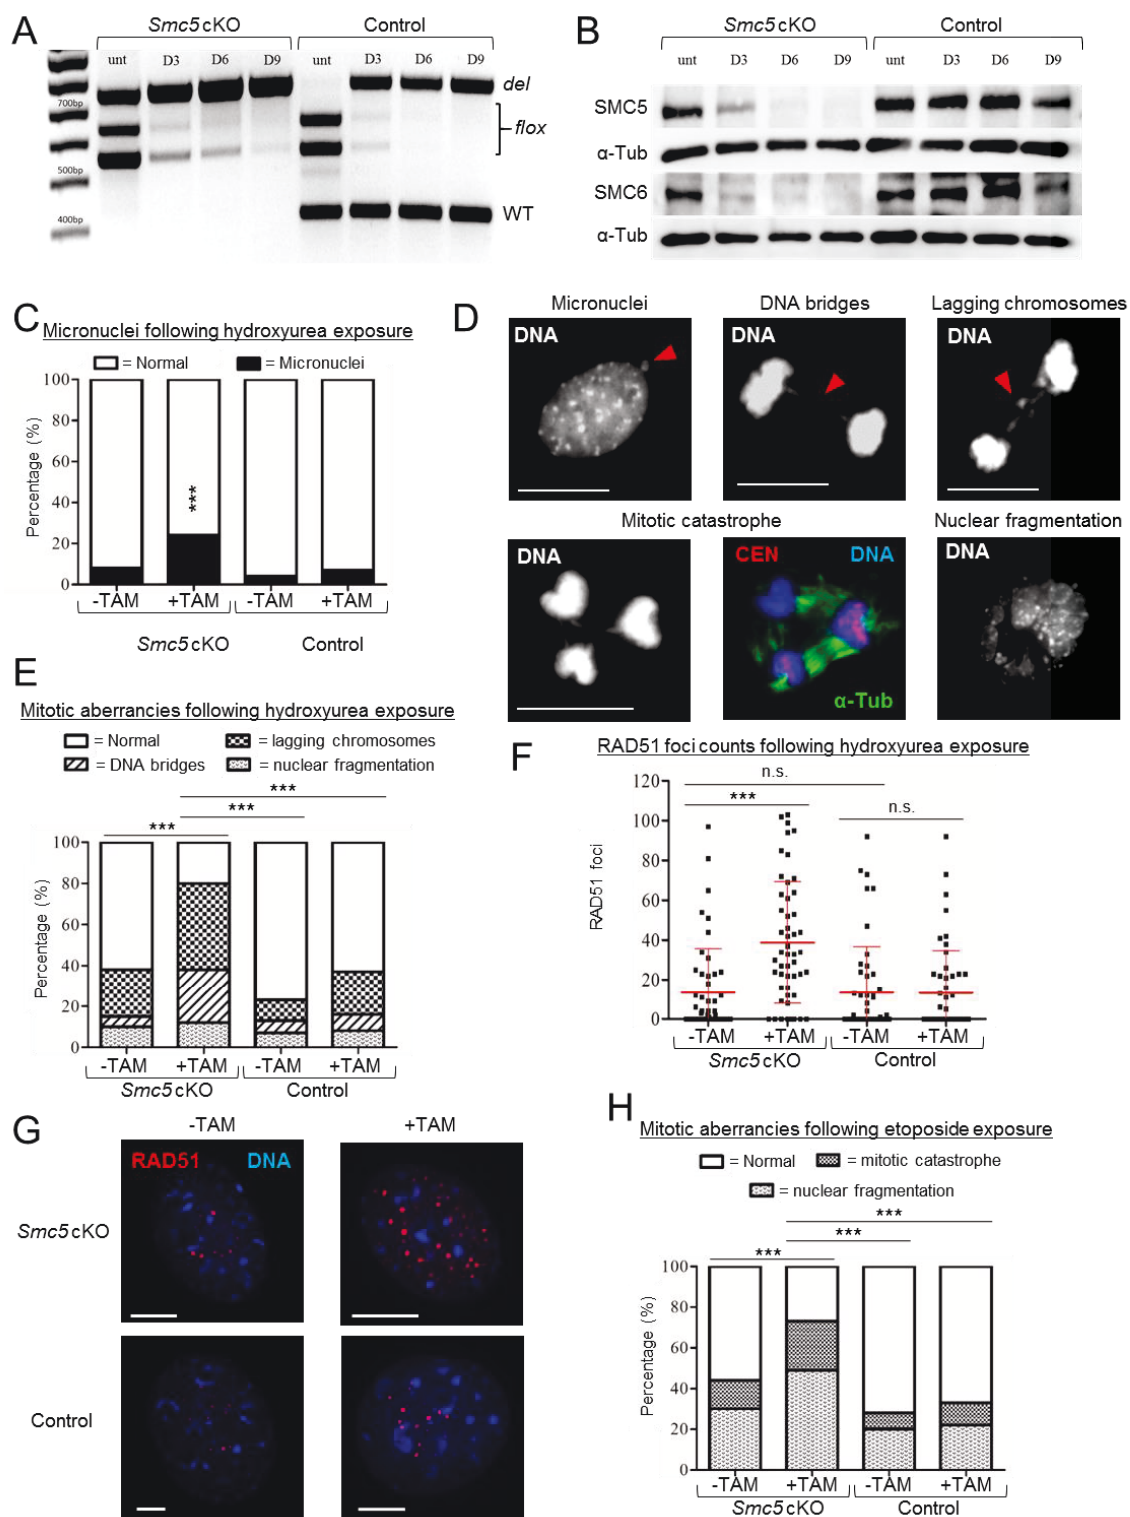 A
Smc5 cKO
Control
unt D3 D6 D9 unt D3 D6 D9
del
flox
WT
700bp
500bp
400bp
B
Smc5 cKO
Control
unt D3 D6 D9 unt D3 D6 D9
SMC5
α-Tub
SMC6
α-Tub
C
Micronuclei following hydroxyurea exposure
= Normal = Micronuclei
Percentage (%)
100
80
60
40
20
0
***
-TAM +TAM -TAM +TAM
Smc5 cKO Control
D
Micronuclei
DNA bridges
Lagging chromosomes
DNA
DNA
DNA
Mitotic catastrophe
Nuclear fragmentation
DNA
CEN DNA
α-Tub
DNA
E
Mitotic aberrancies following hydroxyurea exposure
= Normal = lagging chromosomes
= DNA bridges = nuclear fragmentation
***
***
***
Percentage (%)
100
80
60
40
20
0
-TAM +TAM -TAM +TAM
Smc5 cKO Control
F
RAD51 foci counts following hydroxyurea exposure
n.s.
*** n.s.
RAD51 foci
120
100
80
60
40
20
0
-TAM +TAM -TAM +TAM
Smc5 cKO Control
G
-TAM +TAM
RAD51 DNA
Smc5 cKO
Control
H
Mitotic aberrancies following etoposide exposure
= Normal = mitotic catastrophe
= nuclear fragmentation
***
***
***
Percentage (%)
100
80
60
40
20
0
-TAM +TAM -TAM +TAM
Smc5 cKO Control